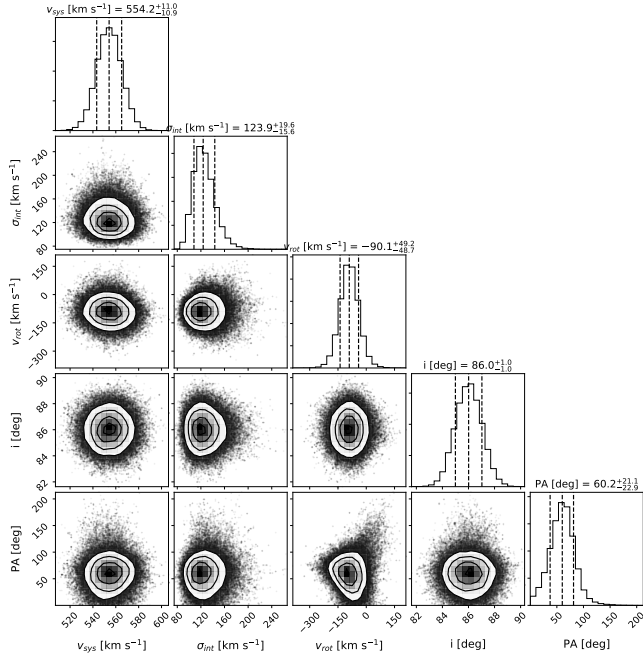 v_sys [km s⁻¹] = 554.2 +11.0 −10.9
σ_int [km s⁻¹] = 123.9 +19.6 −15.6
240
200
160
120
80
σ_int [km s⁻¹]
v_rot [km s⁻¹] = −90.1 +49.2 −48.7
150
0
−150
−300
v_rot [km s⁻¹]
i [deg] = 86.0 +1.0 −1.0
90
88
86
84
82
i [deg]
PA [deg] = 60.2 +21.1 −22.9
200
150
100
50
PA [deg]
520 540 560 580 600 80 120 160 200 240 −300 −150 0 150 82 84 86 88 90 50 100 150 200
v_sys [km s⁻¹] σ_int [km s⁻¹] v_rot [km s⁻¹] i [deg] PA [deg]